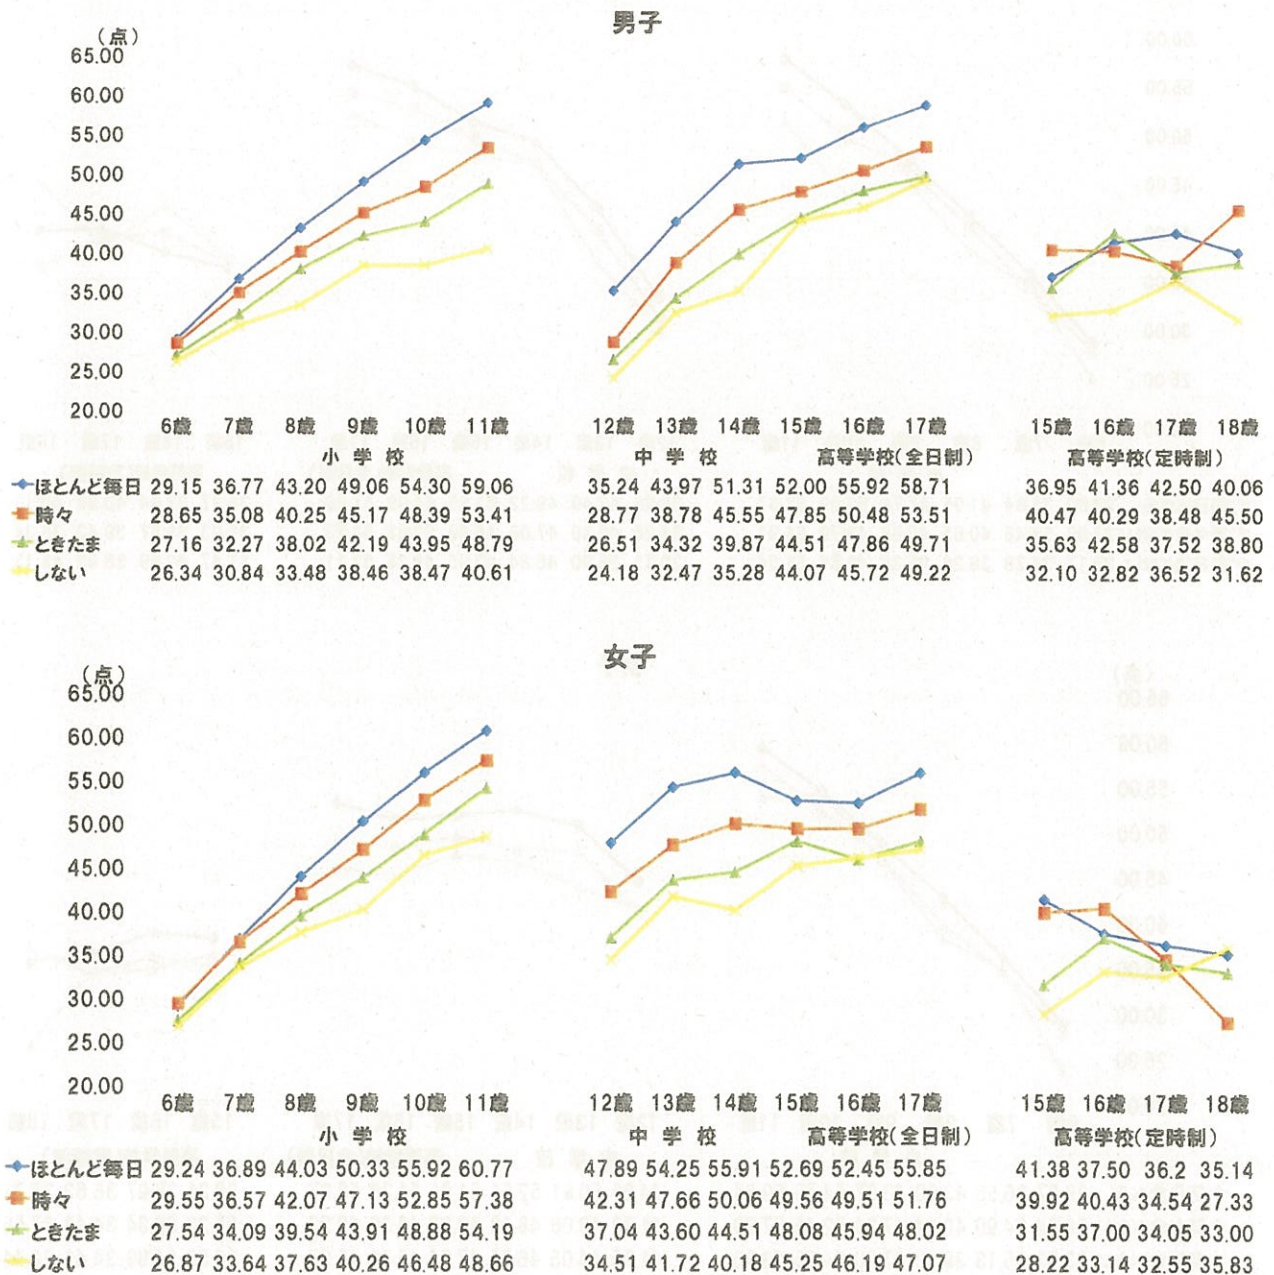 男子
(点)
65.00
60.00
55.00
50.00
45.00
40.00
35.00
30.00
25.00
20.00
6歳 7歳 8歳 9歳 10歳 11歳 12歳 13歳 14歳 15歳 16歳 17歳 15歳 16歳 17歳 18歳
小学校 中学校 高等学校(全日制) 高等学校(定時制)
ほとんど毎日 29.15 36.77 43.20 49.06 54.30 59.06 35.24 43.97 51.31 52.00 55.92 58.71 36.95 41.36 42.50 40.06
時々 28.65 35.08 40.25 45.17 48.39 53.41 28.77 38.78 45.55 47.85 50.48 53.51 40.47 40.29 38.48 45.50
ときたま 27.16 32.27 38.02 42.19 43.95 48.79 26.51 34.32 39.87 44.51 47.86 49.71 35.63 42.58 37.52 38.80
しない 26.34 30.84 33.48 38.46 38.47 40.61 24.18 32.47 35.28 44.07 45.72 49.22 32.10 32.82 36.52 31.62
女子
(点)
65.00
60.00
55.00
50.00
45.00
40.00
35.00
30.00
25.00
20.00
6歳 7歳 8歳 9歳 10歳 11歳 12歳 13歳 14歳 15歳 16歳 17歳 15歳 16歳 17歳 18歳
小学校 中学校 高等学校(全日制) 高等学校(定時制)
ほとんど毎日 29.24 36.89 44.03 50.33 55.92 60.77 47.89 54.25 55.91 52.69 52.45 55.85 41.38 37.50 36.2 35.14
時々 29.55 36.57 42.07 47.13 52.85 57.38 42.31 47.66 50.06 49.56 49.51 51.76 39.92 40.43 34.54 27.33
ときたま 27.54 34.09 39.54 43.91 48.88 54.19 37.04 43.60 44.51 48.08 45.94 48.02 31.55 37.00 34.05 33.00
しない 26.87 33.64 37.63 40.26 46.48 48.66 34.51 41.72 40.18 45.25 46.19 47.07 28.22 33.14 32.55 35.83